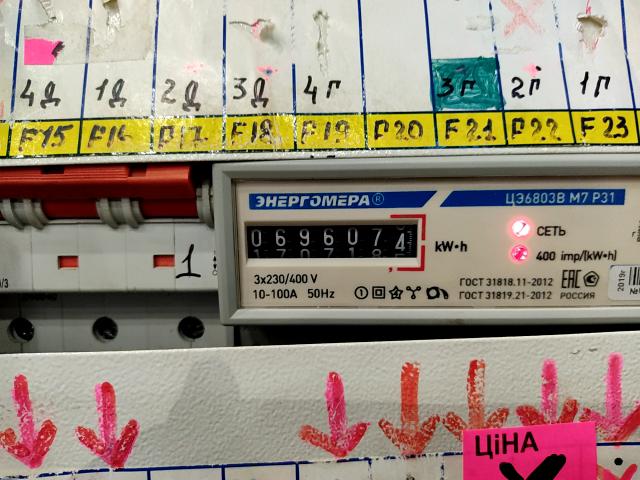 4Д 1Д 2Д 3Д 4Г 3Г 2Г 1Г
F15 F16 F17 F18 F19 F20 F21 F22 F23
ЭНЕРГОМЕРА® ЦЭ6803В М7 Р31
0696074 kW•h
СЕТЬ
400 imp/[kW•h]
1
3x230/400 V
10-100A 50Hz
ГОСТ 31818.11-2012
ГОСТ 31819.21-2012
ЕАС
РОССИЯ
2019г
ЦіНА